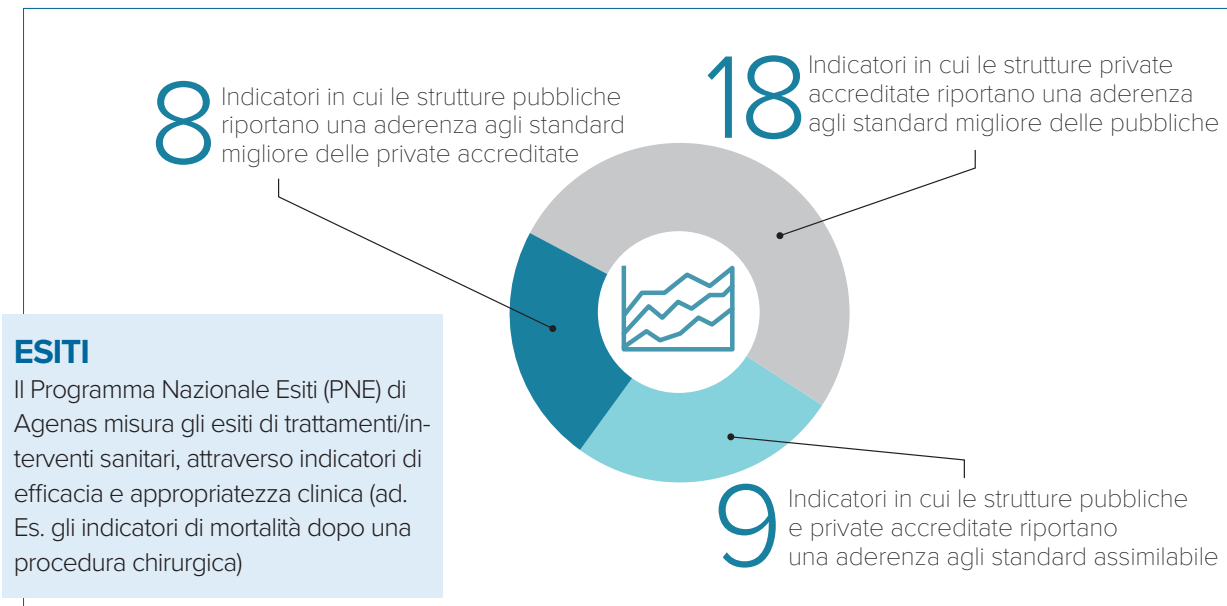 8
Indicatori in cui le strutture pubbliche
riportano una aderenza agli standard
migliore delle private accreditate
18
Indicatori in cui le strutture private
accreditate riportano una aderenza
agli standard migliore delle pubbliche
ESITI
Il Programma Nazionale Esiti (PNE) di
Agenas misura gli esiti di trattamenti/in-
terventi sanitari, attraverso indicatori di
efficacia e appropriatezza clinica (ad.
Es. gli indicatori di mortalità dopo una
procedura chirurgica)
9
Indicatori in cui le strutture pubbliche
e private accreditate riportano
una aderenza agli standard assimilabile